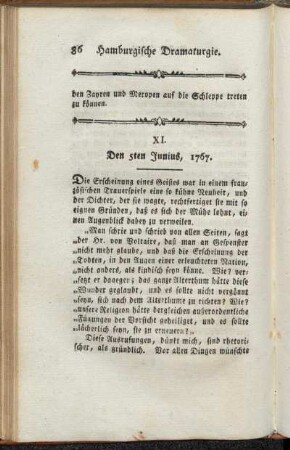 86 Hamburgische Dramaturgie.
den Zayren und Meropen auf die Schleppe treten
zu können.
XI.
Den 5ten Junius, 1767.
Die Erscheinung eines Geistes war in einem fran-
zösischen Trauerspiele eine so kühne Neuheit, und
der Dichter, der sie wagte, rechtfertiget sie mit so
eignen Gründen, daß es sich der Mühe lohnt, einen
Augenblick dabey zu verweilen.
„Man schrie und schrieb von allen Seiten, sagt
„der Hr. von Voltaire, daß man an Gespenster
„nicht mehr glaube, und daß die Erscheinung der
„Todten, in den Augen einer erleuchteten Nation,
„nicht anders, als kindisch seyn könne. Wie? ver-
„setzt er dagegen; das ganze Alterthum hätte diese
„Wunder geglaubt, und es sollte nicht vergönnt
„seyn, sich nach dem Alterthume zu richten? Wie?
„unsere Religion hätte dergleichen außerordentliche
„Fügungen der Vorsicht geheiliget, und es sollte
„lächerlich seyn, sie zu erneuern?„
Diese Ausrufungen, dünkt mich, sind rhetori-
scher, als gründlich. Vor allen Dingen wünschte